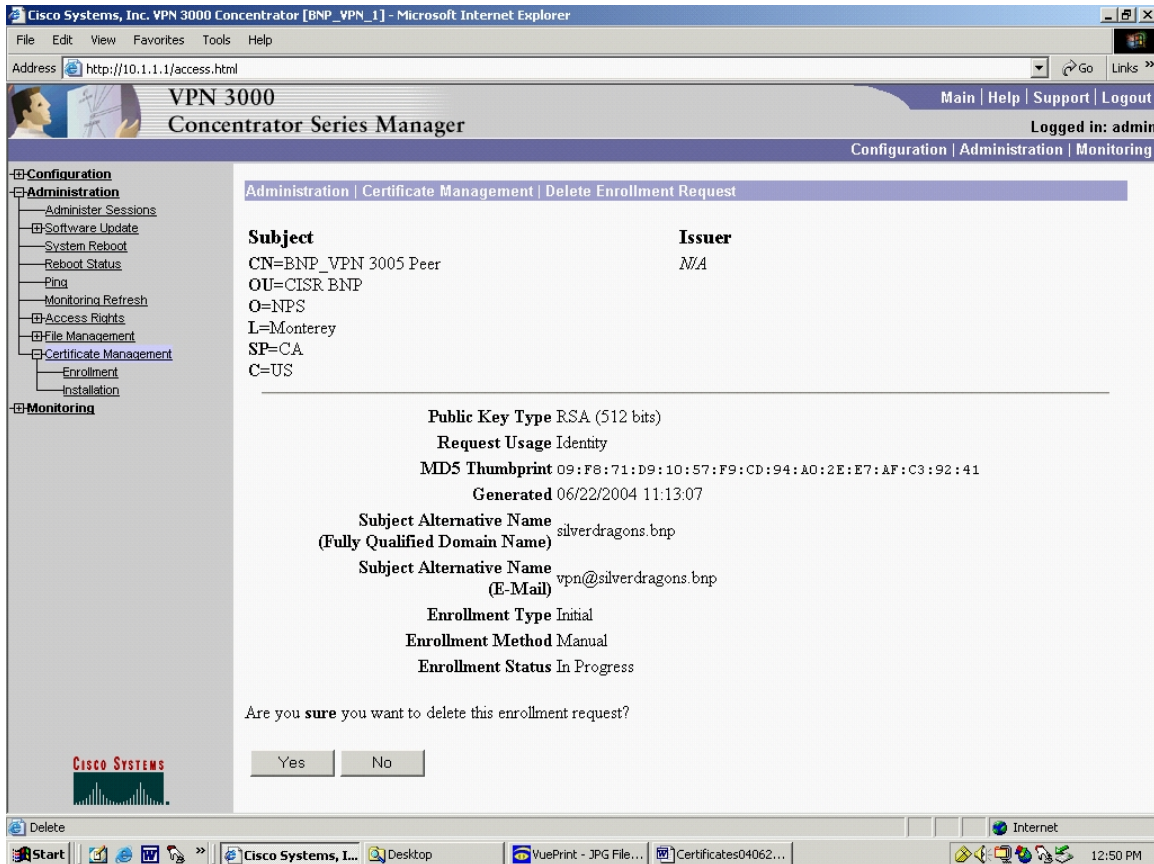 Cisco Systems, Inc. VPN 3000 Concentrator [BNP_VPN_1] - Microsoft Internet Explorer
File Edit View Favorites Tools Help
Address http://10.1.1.1/access.html Go Links »
VPN 3000
Concentrator Series Manager
Main | Help | Support | Logout
Logged in: admin
Configuration | Administration | Monitoring
Configuration
Administration
Administer Sessions
Software Update
System Reboot
Reboot Status
Ping
Monitoring Refresh
Access Rights
File Management
Certificate Management
Enrollment
Installation
Monitoring
CISCO SYSTEMS
Administration | Certificate Management | Delete Enrollment Request
Subject Issuer
CN=BNP_VPN 3005 Peer N/A
OU=CISR BNP
O=NPS
L=Monterey
SP=CA
C=US
Public Key Type RSA (512 bits)
Request Usage Identity
MD5 Thumbprint 09:F8:71:D9:10:57:F9:CD:94:A0:2E:E7:AF:C3:92:41
Generated 06/22/2004 11:13:07
Subject Alternative Name
(Fully Qualified Domain Name) silverdragons.bnp
Subject Alternative Name
(E-Mail) vpn@silverdragons.bnp
Enrollment Type Initial
Enrollment Method Manual
Enrollment Status In Progress
Are you sure you want to delete this enrollment request?
Yes No
Delete Internet
Start » Cisco Systems, I... Desktop VuePrint - JPG File... Certificates04062... 12:50 PM